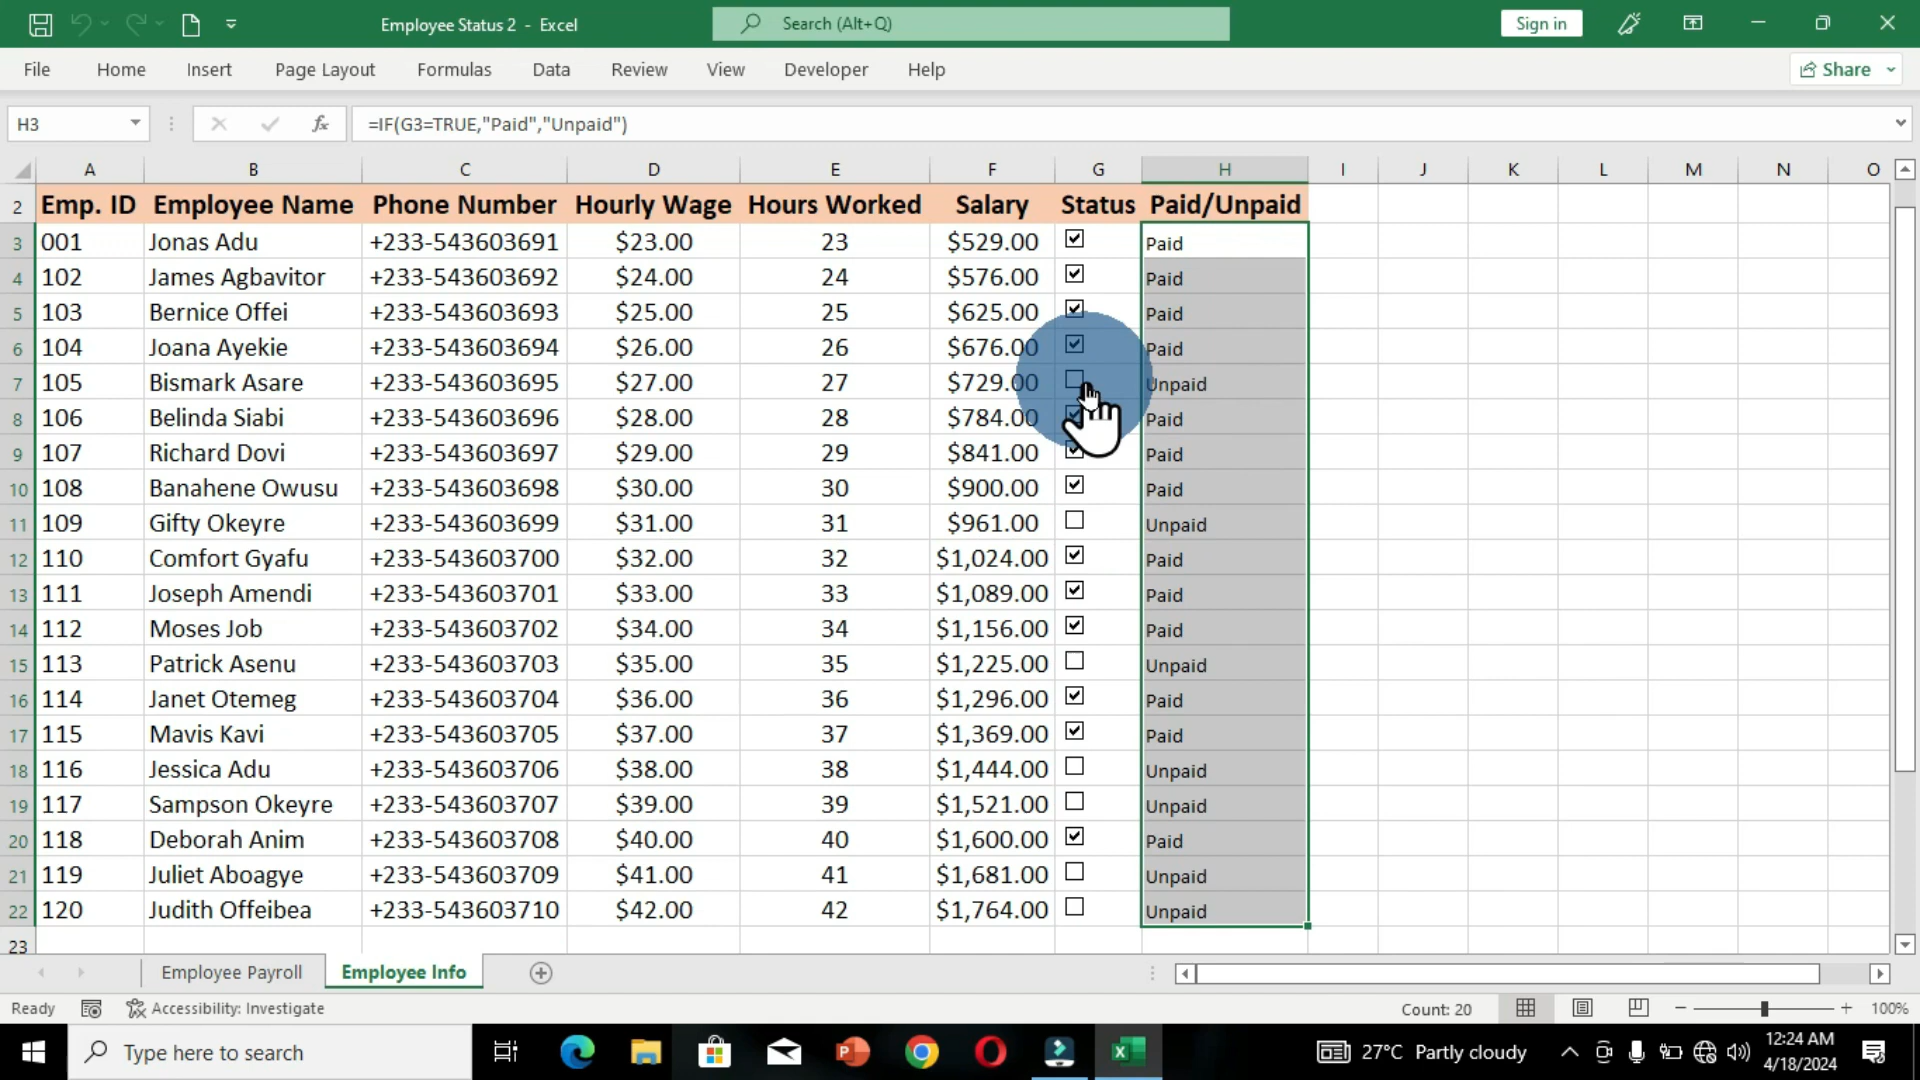 Employee Status 2 - Excel
Search (Alt+Q)
Sign in
File Home Insert Page Layout Formulas Data Review View Developer Help
Share
H3 fx =IF(G3=TRUE,"Paid","Unpaid")
A B C D E F G H I J K L M N O
2 Emp. ID Employee Name Phone Number Hourly Wage Hours Worked Salary Status Paid/Unpaid
3 001 Jonas Adu +233-543603691 $23.00 23 $529.00 Paid
4 102 James Agbavitor +233-543603692 $24.00 24 $576.00 Paid
5 103 Bernice Offei +233-543603693 $25.00 25 $625.00 Paid
6 104 Joana Ayekie +233-543603694 $26.00 26 $676.00 Paid
7 105 Bismark Asare +233-543603695 $27.00 27 $729.00 Unpaid
8 106 Belinda Siabi +233-543603696 $28.00 28 $784.00 Paid
9 107 Richard Dovi +233-543603697 $29.00 29 $841.00 Paid
10 108 Banahene Owusu +233-543603698 $30.00 30 $900.00 Paid
11 109 Gifty Okeyre +233-543603699 $31.00 31 $961.00 Unpaid
12 110 Comfort Gyafu +233-543603700 $32.00 32 $1,024.00 Paid
13 111 Joseph Amendi +233-543603701 $33.00 33 $1,089.00 Paid
14 112 Moses Job +233-543603702 $34.00 34 $1,156.00 Paid
15 113 Patrick Asenu +233-543603703 $35.00 35 $1,225.00 Unpaid
16 114 Janet Otemeg +233-543603704 $36.00 36 $1,296.00 Paid
17 115 Mavis Kavi +233-543603705 $37.00 37 $1,369.00 Paid
18 116 Jessica Adu +233-543603706 $38.00 38 $1,444.00 Unpaid
19 117 Sampson Okeyre +233-543603707 $39.00 39 $1,521.00 Unpaid
20 118 Deborah Anim +233-543603708 $40.00 40 $1,600.00 Paid
21 119 Juliet Aboagye +233-543603709 $41.00 41 $1,681.00 Unpaid
22 120 Judith Offeibea +233-543603710 $42.00 42 $1,764.00 Unpaid
23
Employee Payroll Employee Info
Ready Accessibility: Investigate Count: 20 100%
Type here to search
27°C Partly cloudy
12:24 AM
4/18/2024